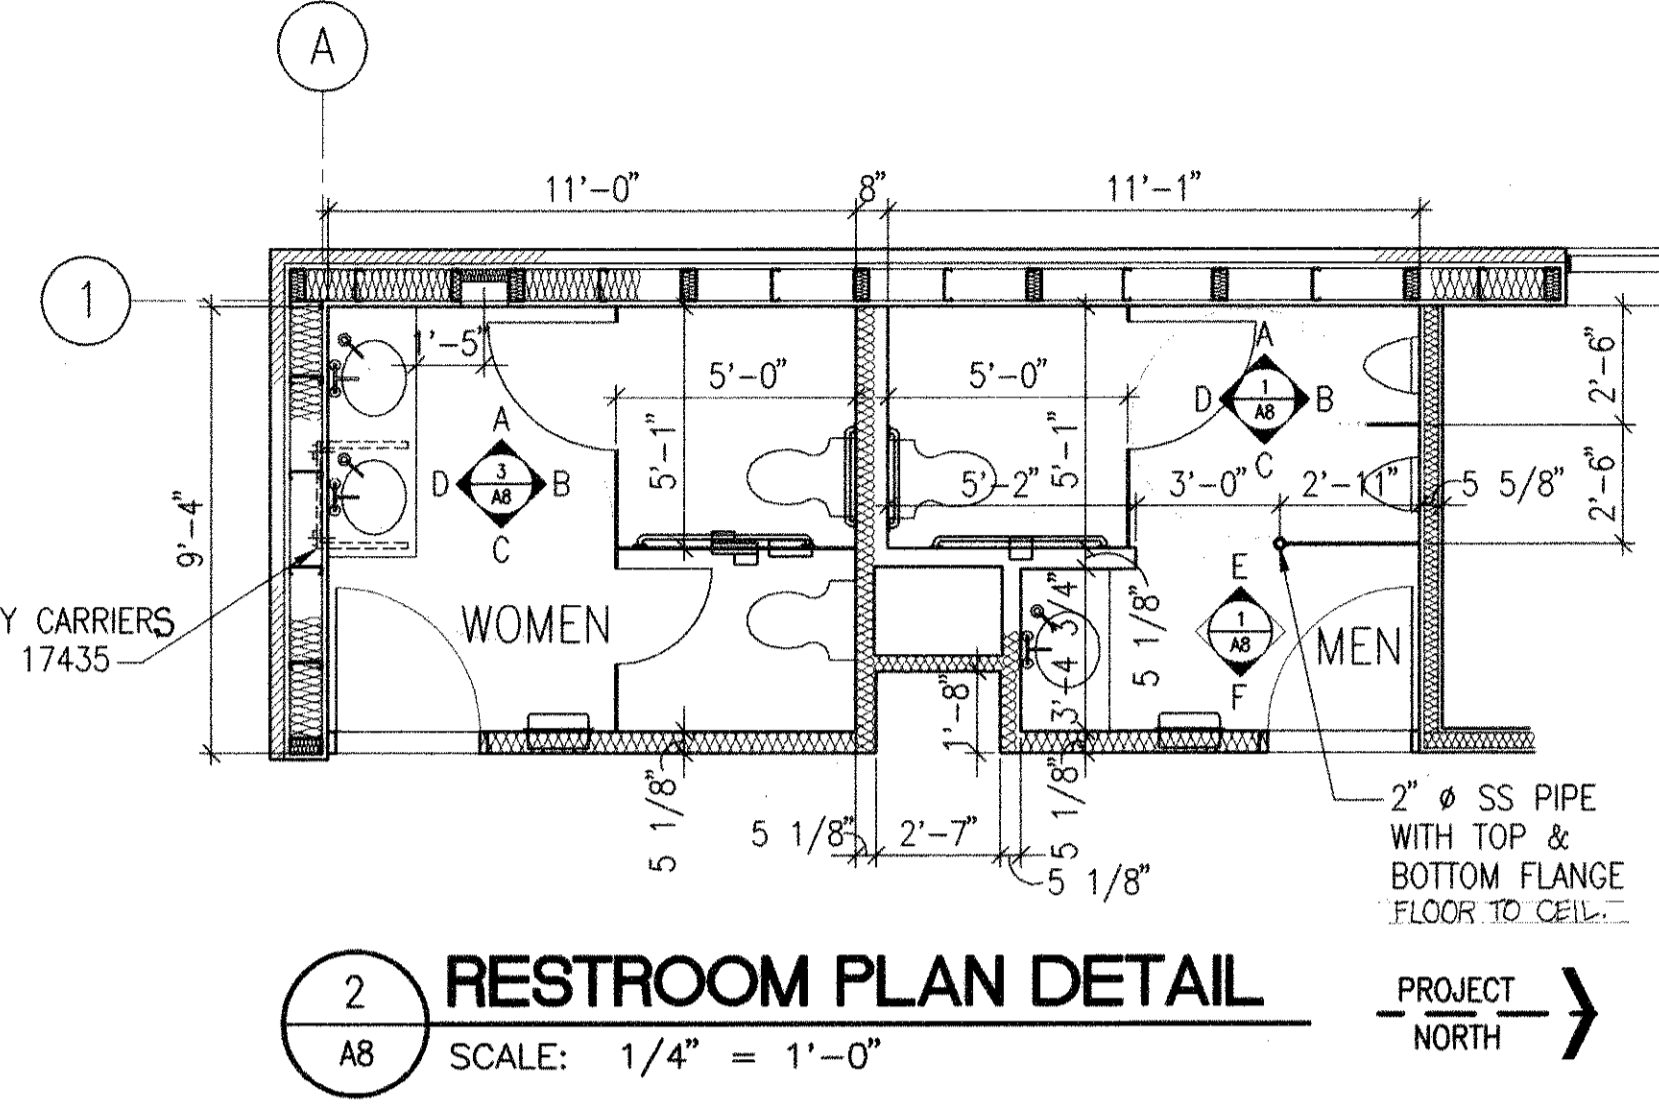 A
11'-0"
8"
11'-1"
1
1'-5"
5'-0"
5'-0"
A
D
1
A8
B
C
2'-6"
5'-1"
5'-1"
A
D
3
A8
B
C
5'-2"
3'-0"
2'-11"
5 5/8"
2'-6"
9'-4"
Y CARRIERS
17435
WOMEN
3'-4 3/4"
5 1/8"
E
1
A8
F
MEN
1'-8"
5 1/8"
5 1/8"
5 1/8"
2'-7"
5 1/8"
2" ø SS PIPE
WITH TOP &
BOTTOM FLANGE
FLOOR TO CEIL.
2
A8
RESTROOM PLAN DETAIL
SCALE: 1/4" = 1'-0"
PROJECT
NORTH